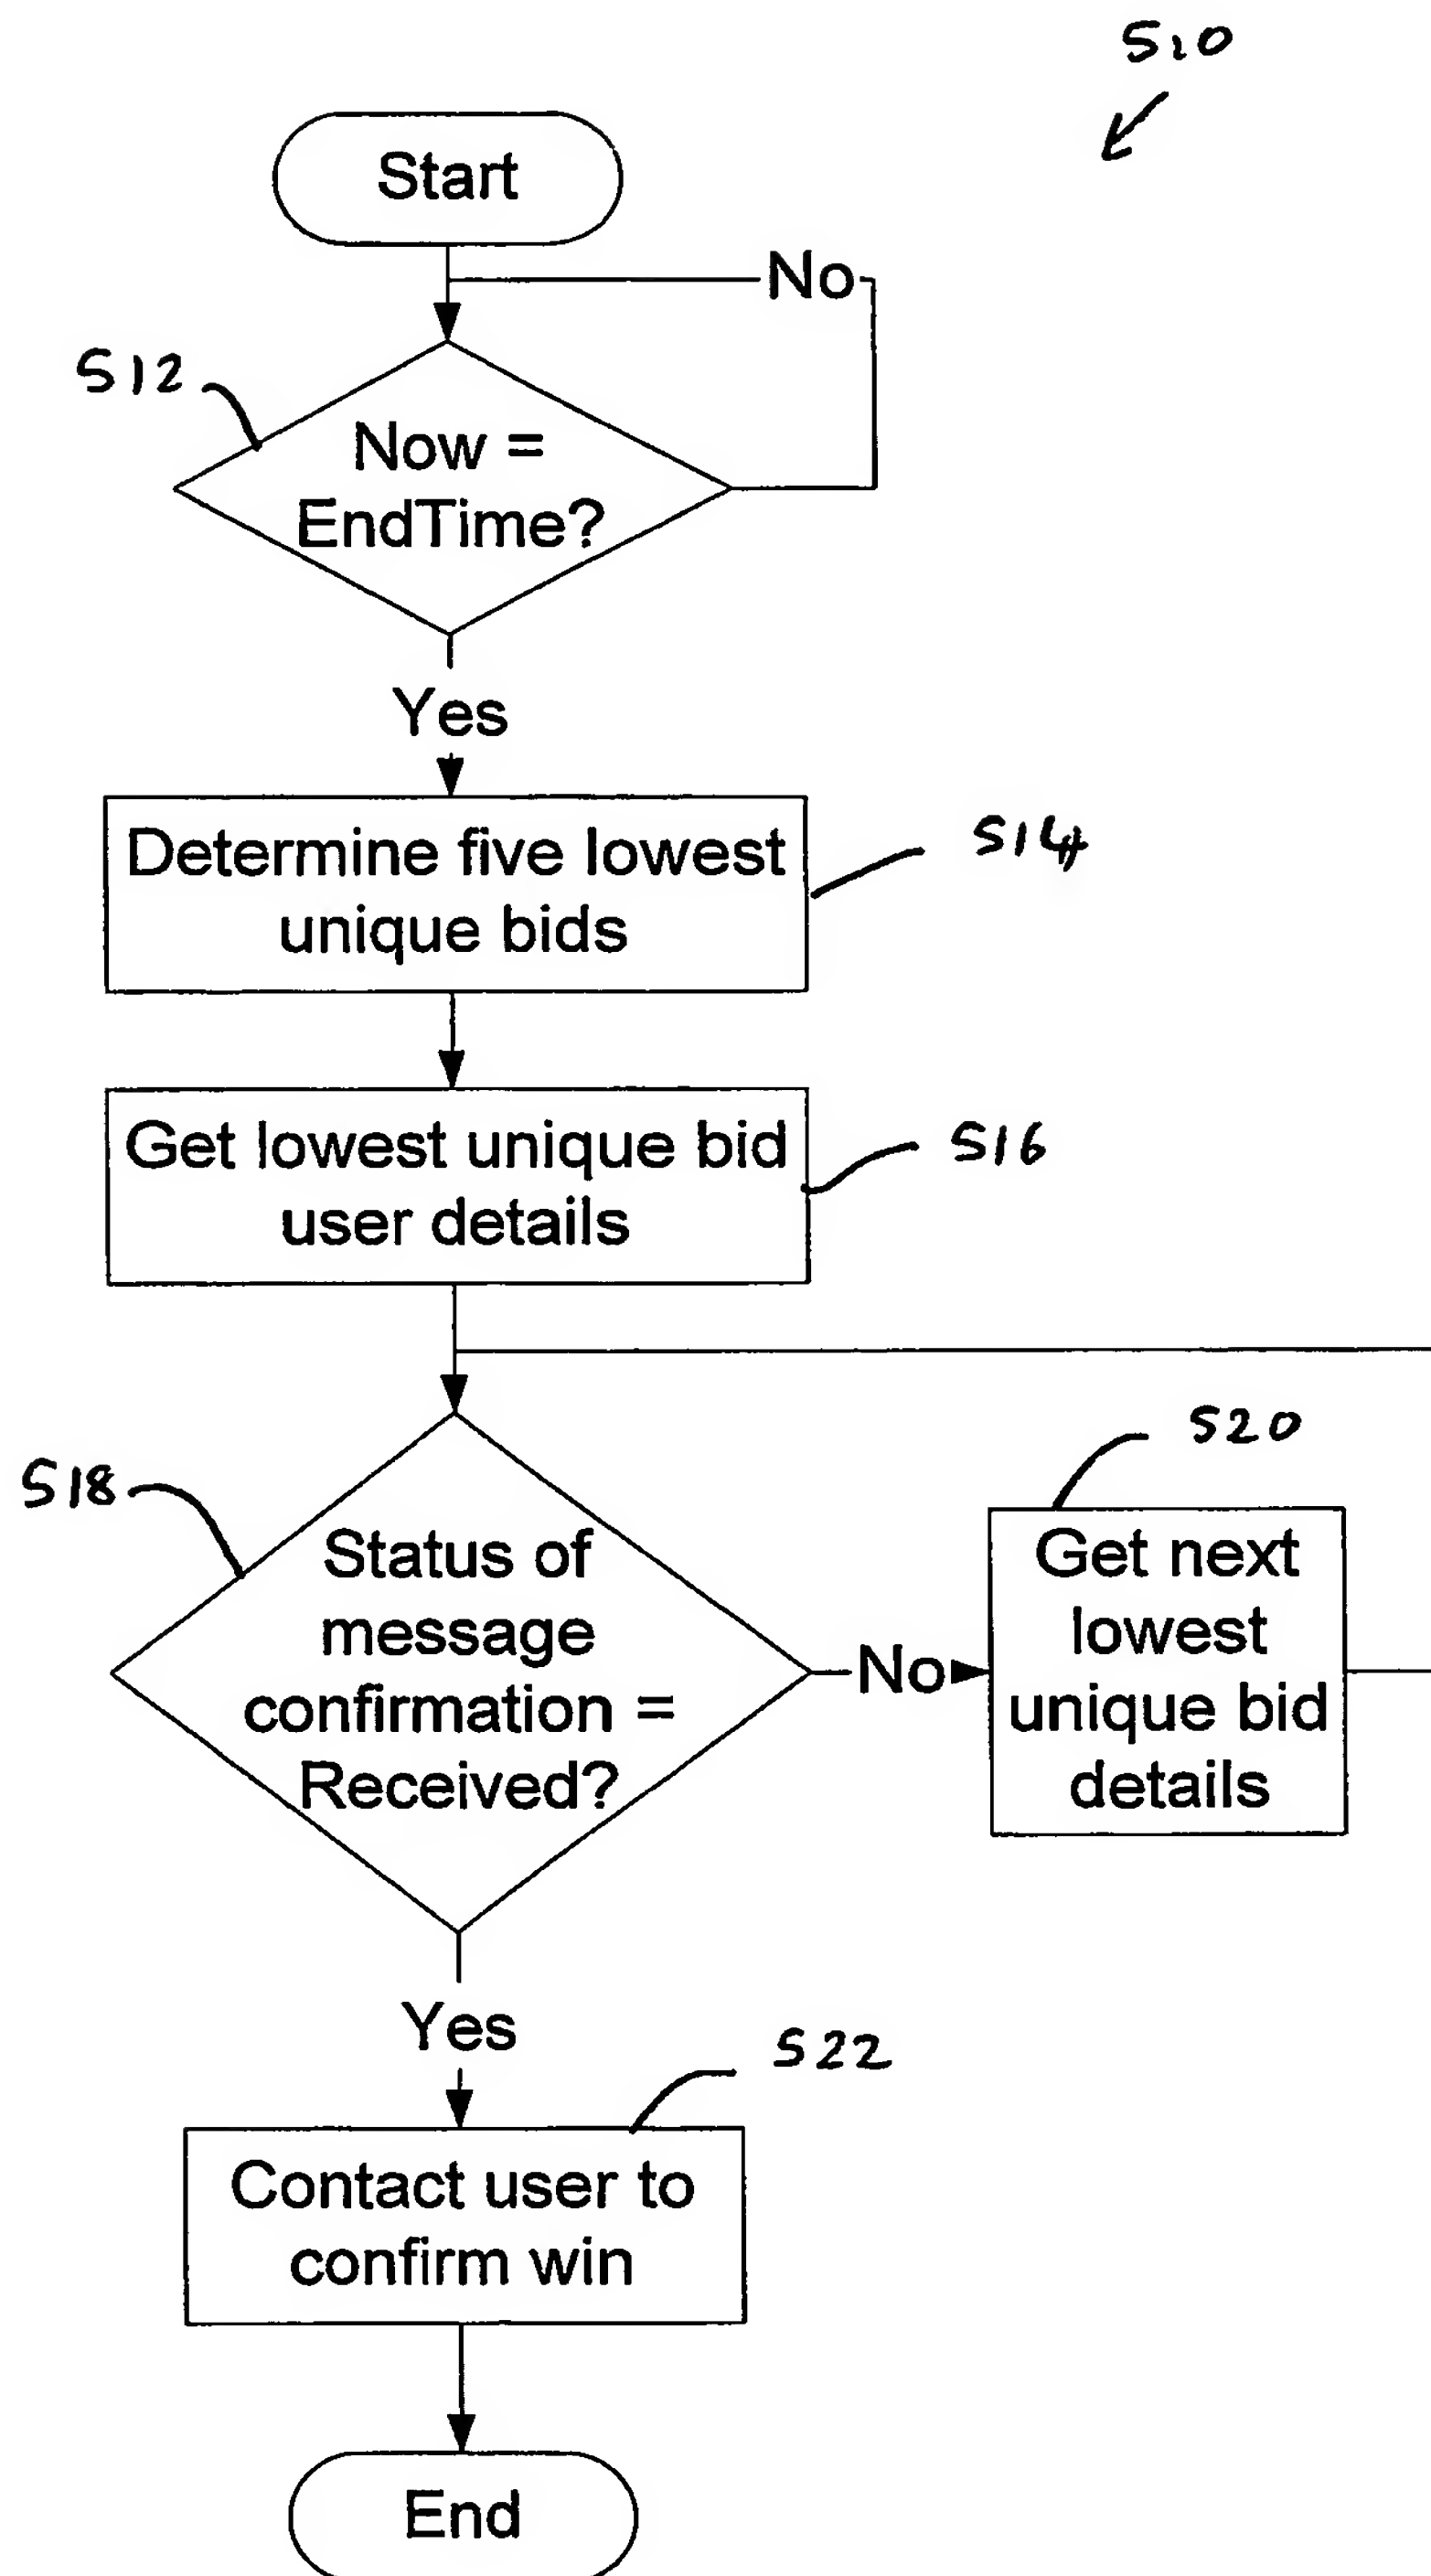 510
Start
No
512
Now =
EndTime?
Yes
Determine five lowest
unique bids
514
Get lowest unique bid
user details
516
520
518
Status of
message
confirmation =
Received?
No
Get next
lowest
unique bid
details
Yes
522
Contact user to
confirm win
End